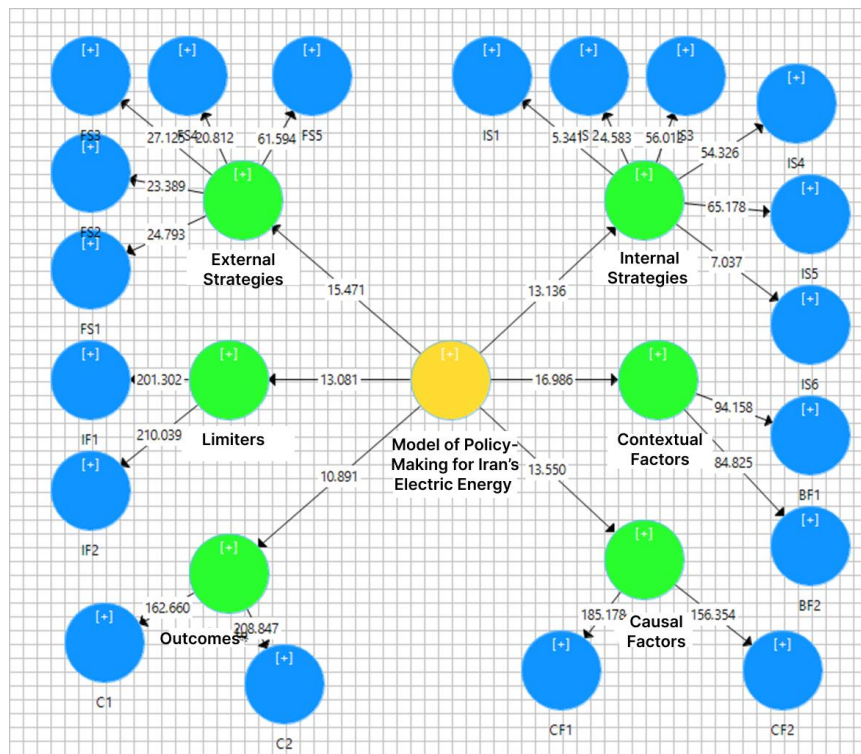 [+]
[+]
[+]
[+]
[+]
[+]
[+]
FS3
FS4
FS5
IS1
IS2
IS3
IS4
27.125
20.812
61.594
5.341
4.583
54.326
[+]
[+]
[+]
[+]
23.389
65.178
FS2
24.793
7.037
[+]
External
Strategies
Internal
Strategies
IS5
15.471
13.136
[+]
FS1
[+]
[+]
[+]
[+]
201.302
13.081
16.986
IS6
94.158
IF1
210.039
Limiters
Model of Policy-
Making for Iran's
Electric Energy
Contextual
Factors
[+]
10.891
13.550
84.825
[+]
BF1
[+]
IF2
[+]
[+]
BF2
162.660
185.178
156.354
[+]
208.847
Outcomes
Causal
Factors
[+]
[+]
[+]
C1
C2
CF1
CF2